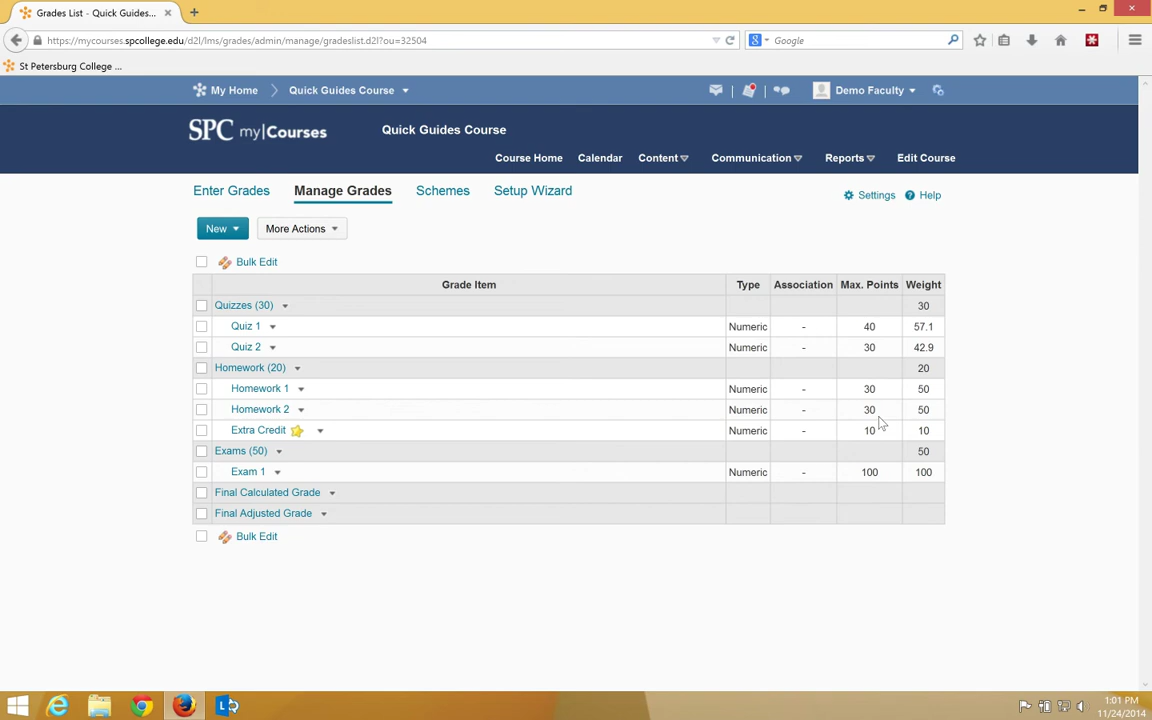 Grades List - Quick Guides...
https://mycourses.spcollege.edu/d2l/lms/grades/admin/manage/gradeslist.d2l?ou=32504
Google
St Petersburg College ...
My Home
Quick Guides Course
Demo Faculty
SPC my|Courses
Quick Guides Course
Course Home
Calendar
Content
Communication
Reports
Edit Course
Enter Grades
Manage Grades
Schemes
Setup Wizard
Settings
Help
New
More Actions
Bulk Edit
Grade Item Type Association Max. Points Weight
Quizzes (30) 30
Quiz 1 Numeric - 40 57.1
Quiz 2 Numeric - 30 42.9
Homework (20) 20
Homework 1 Numeric - 30 50
Homework 2 Numeric - 30 50
Extra Credit Numeric - 10 10
Exams (50) 50
Exam 1 Numeric - 100 100
Final Calculated Grade
Final Adjusted Grade
Bulk Edit
1:01 PM
11/24/2014